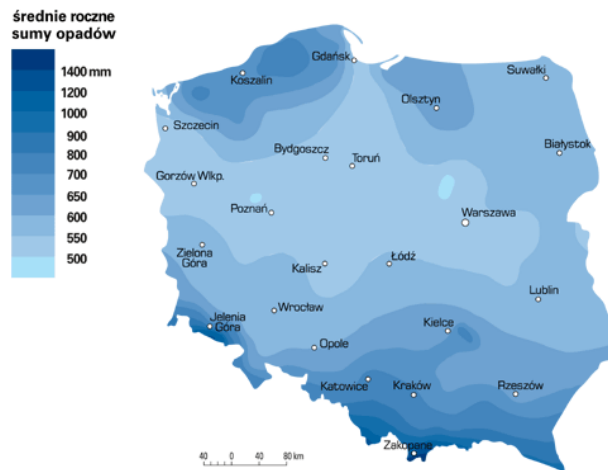 średnie roczne
sumy opadów
1400 mm
1200
1000
900
800
700
650
600
550
500
Gdańsk
Koszalin
Suwałki
Olsztyn
Szczecin
Bydgoszcz
Toruń
Białystok
Gorzów Wlkp.
Poznań
Warszawa
Zielona
Góra
Kalisz
Łódź
Lublin
Wrocław
Jelenia
Góra
Kielce
Opole
Katowice
Kraków
Rzeszów
Zakopane
40 0 40 80 km